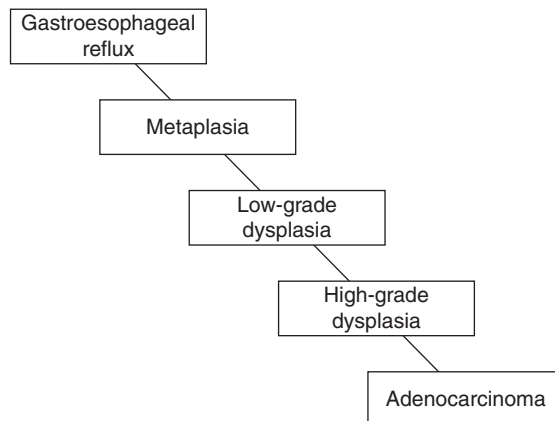 Gastroesophageal
reflux
Metaplasia
Low-grade
dysplasia
High-grade
dysplasia
Adenocarcinoma